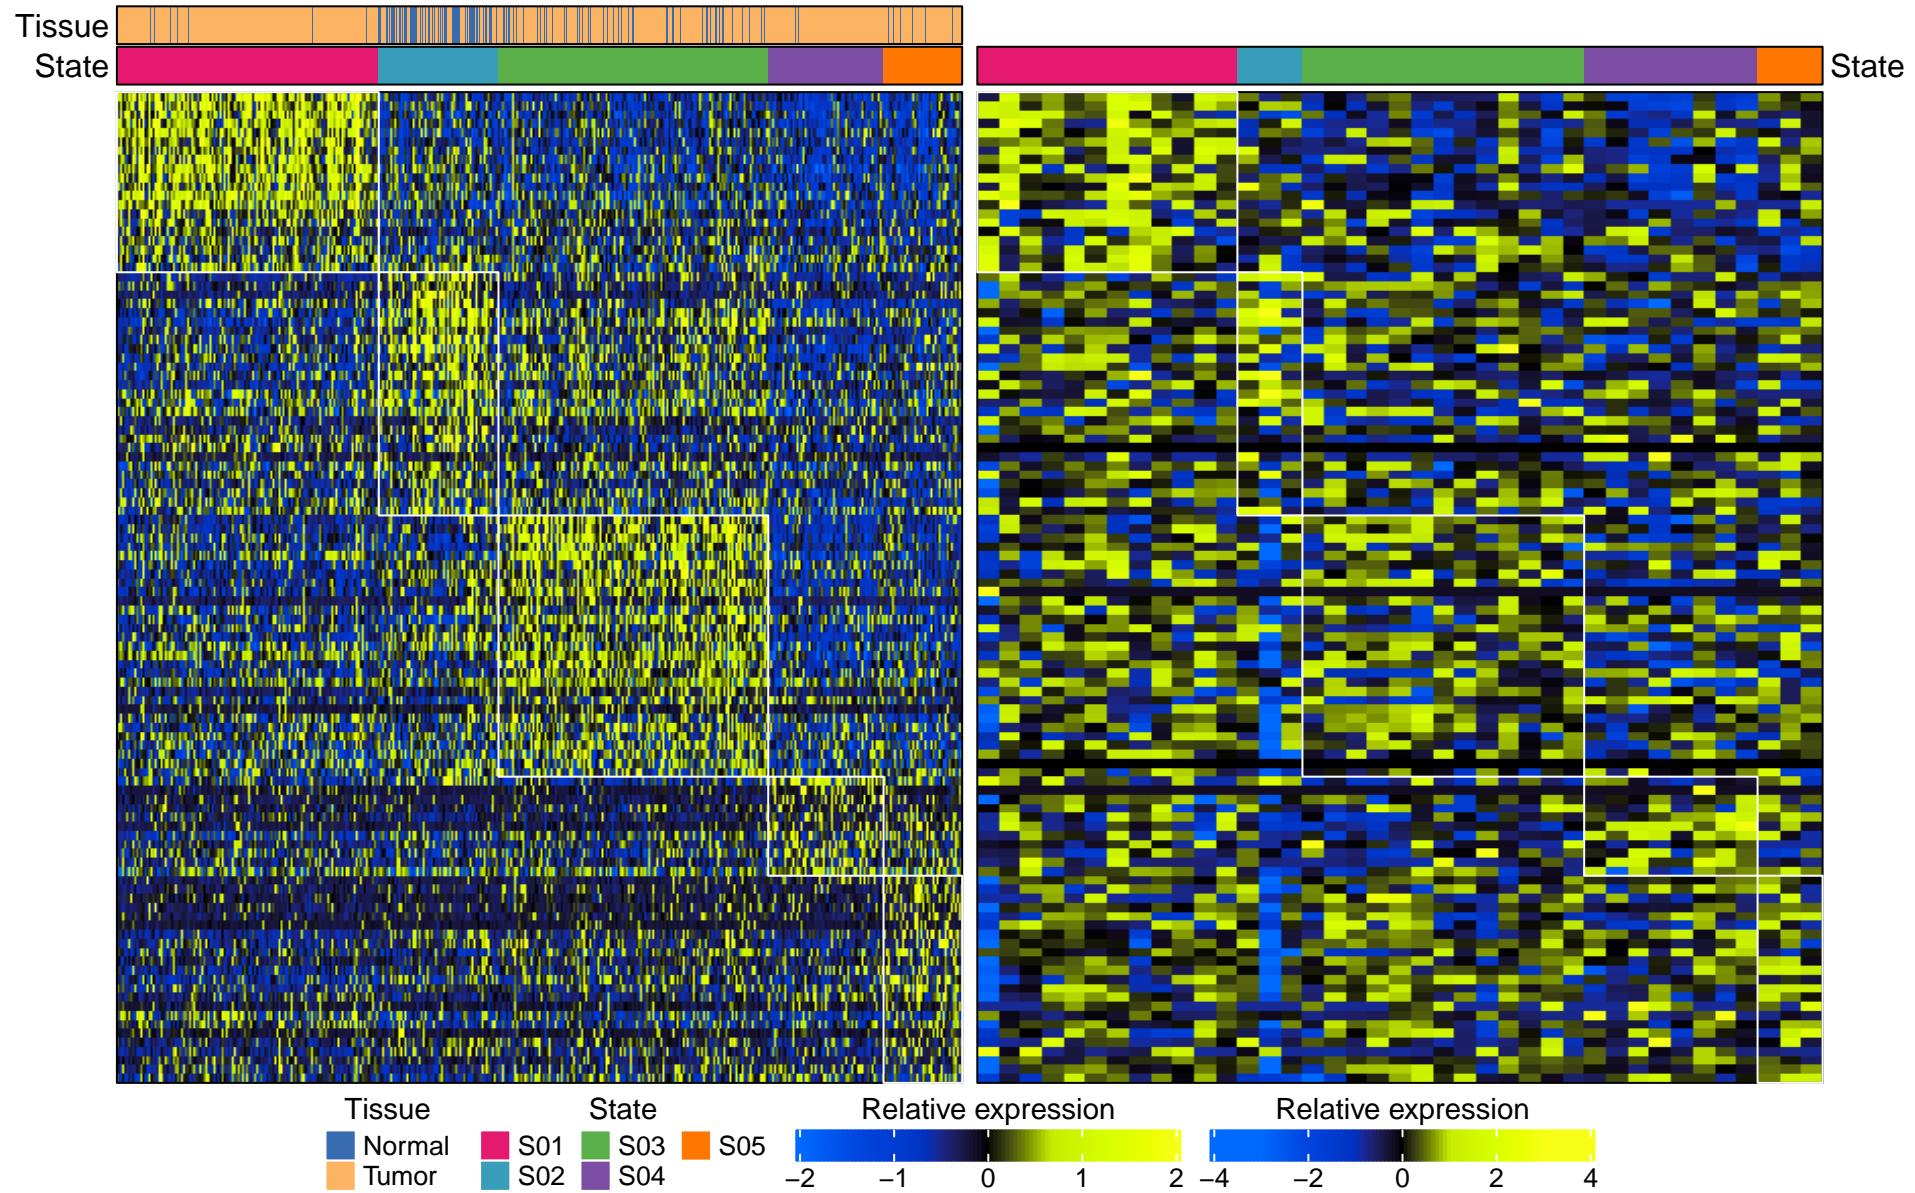 Tissue
State
State
Tissue State Relative expression Relative expression
Normal S01 S03 S05
Tumor S02 S04
−2 −1 0 1 2 −4 −2 0 2 4